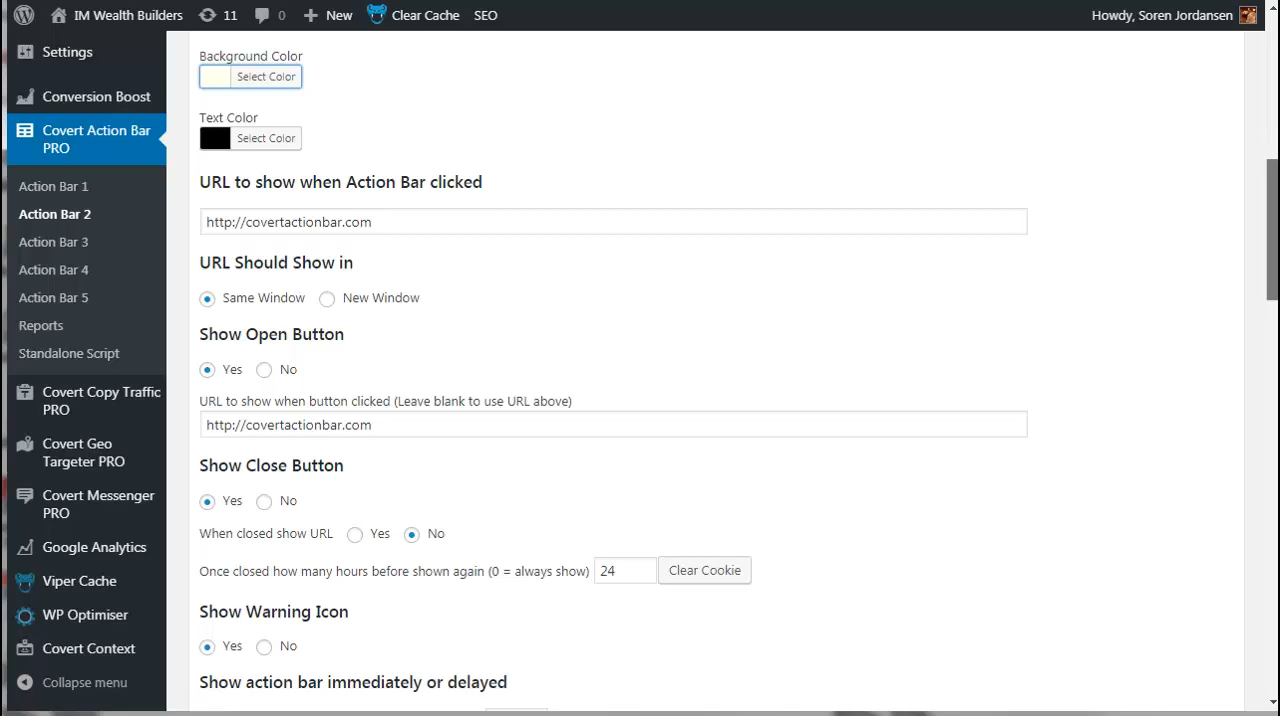 IM Wealth Builders 11 0 New Clear Cache SEO Howdy, Soren Jordansen
Settings
Conversion Boost
Covert Action Bar
PRO
Action Bar 1
Action Bar 2
Action Bar 3
Action Bar 4
Action Bar 5
Reports
Standalone Script
Covert Copy Traffic
PRO
Covert Geo
Targeter PRO
Covert Messenger
PRO
Google Analytics
Viper Cache
WP Optimiser
Covert Context
Collapse menu
Background Color
Select Color
Text Color
Select Color
URL to show when Action Bar clicked
http://covertactionbar.com
URL Should Show in
Same Window New Window
Show Open Button
Yes No
URL to show when button clicked (Leave blank to use URL above)
http://covertactionbar.com
Show Close Button
Yes No
When closed show URL Yes No
Once closed how many hours before shown again (0 = always show) 24 Clear Cookie
Show Warning Icon
Yes No
Show action bar immediately or delayed